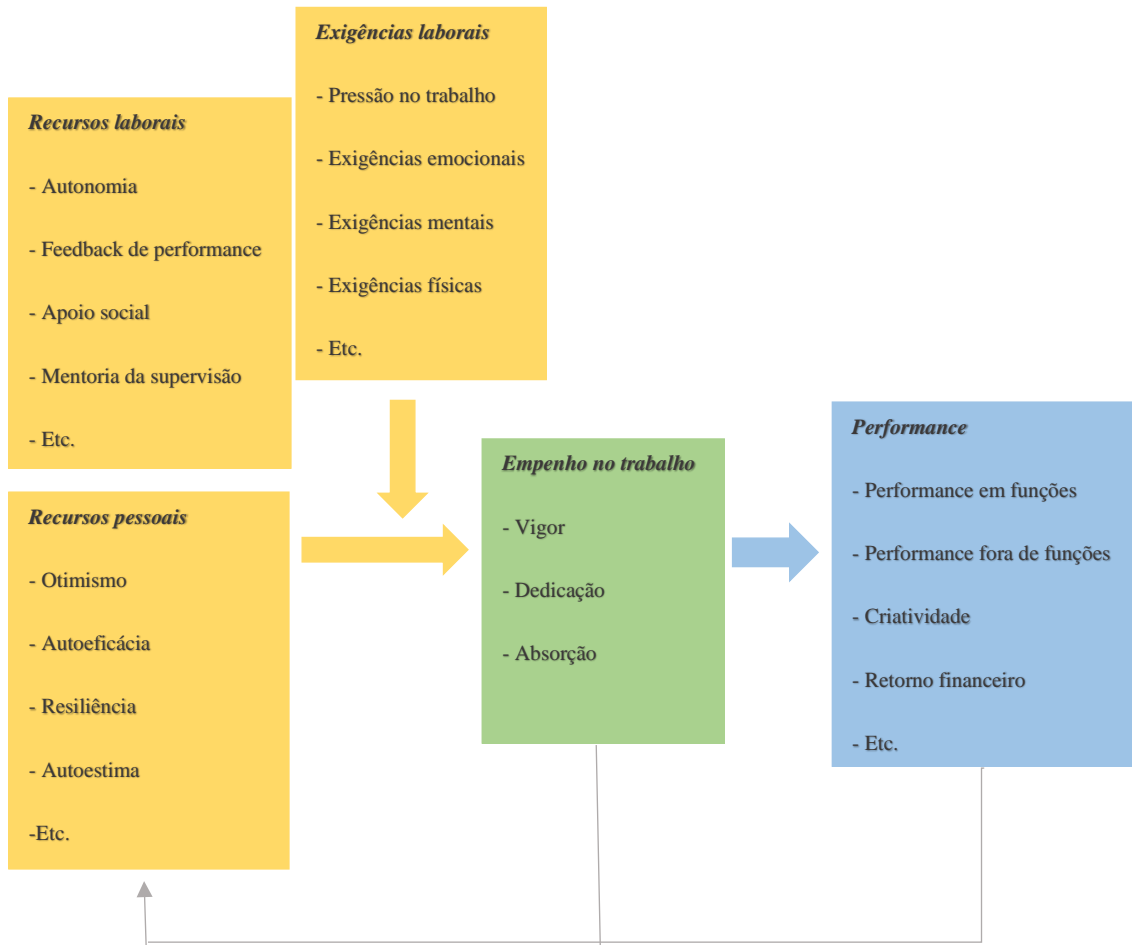 Exigências laborais
- Pressão no trabalho
- Exigências emocionais
- Exigências mentais
- Exigências físicas
- Etc.
Recursos laborais
- Autonomia
- Feedback de performance
- Apoio social
- Mentoria da supervisão
- Etc.
Recursos pessoais
- Otimismo
- Autoeficácia
- Resiliência
- Autoestima
-Etc.
Empenho no trabalho
- Vigor
- Dedicação
- Absorção
Performance
- Performance em funções
- Performance fora de funções
- Criatividade
- Retorno financeiro
- Etc.